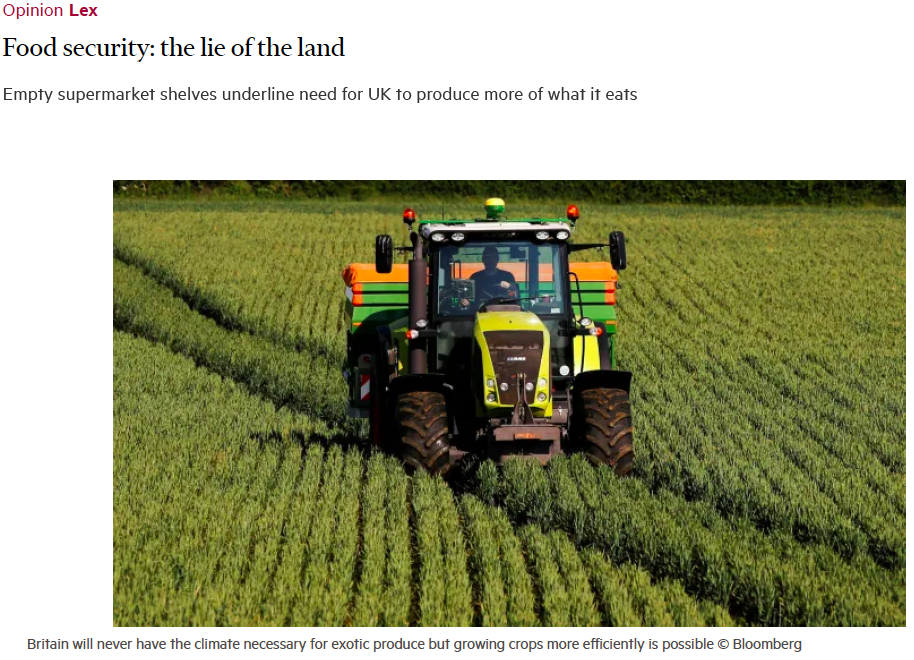 Opinion Lex
Food security: the lie of the land
Empty supermarket shelves underline need for UK to produce more of what it eats
CLAAS
Britain will never have the climate necessary for exotic produce but growing crops more efficiently is possible © Bloomberg